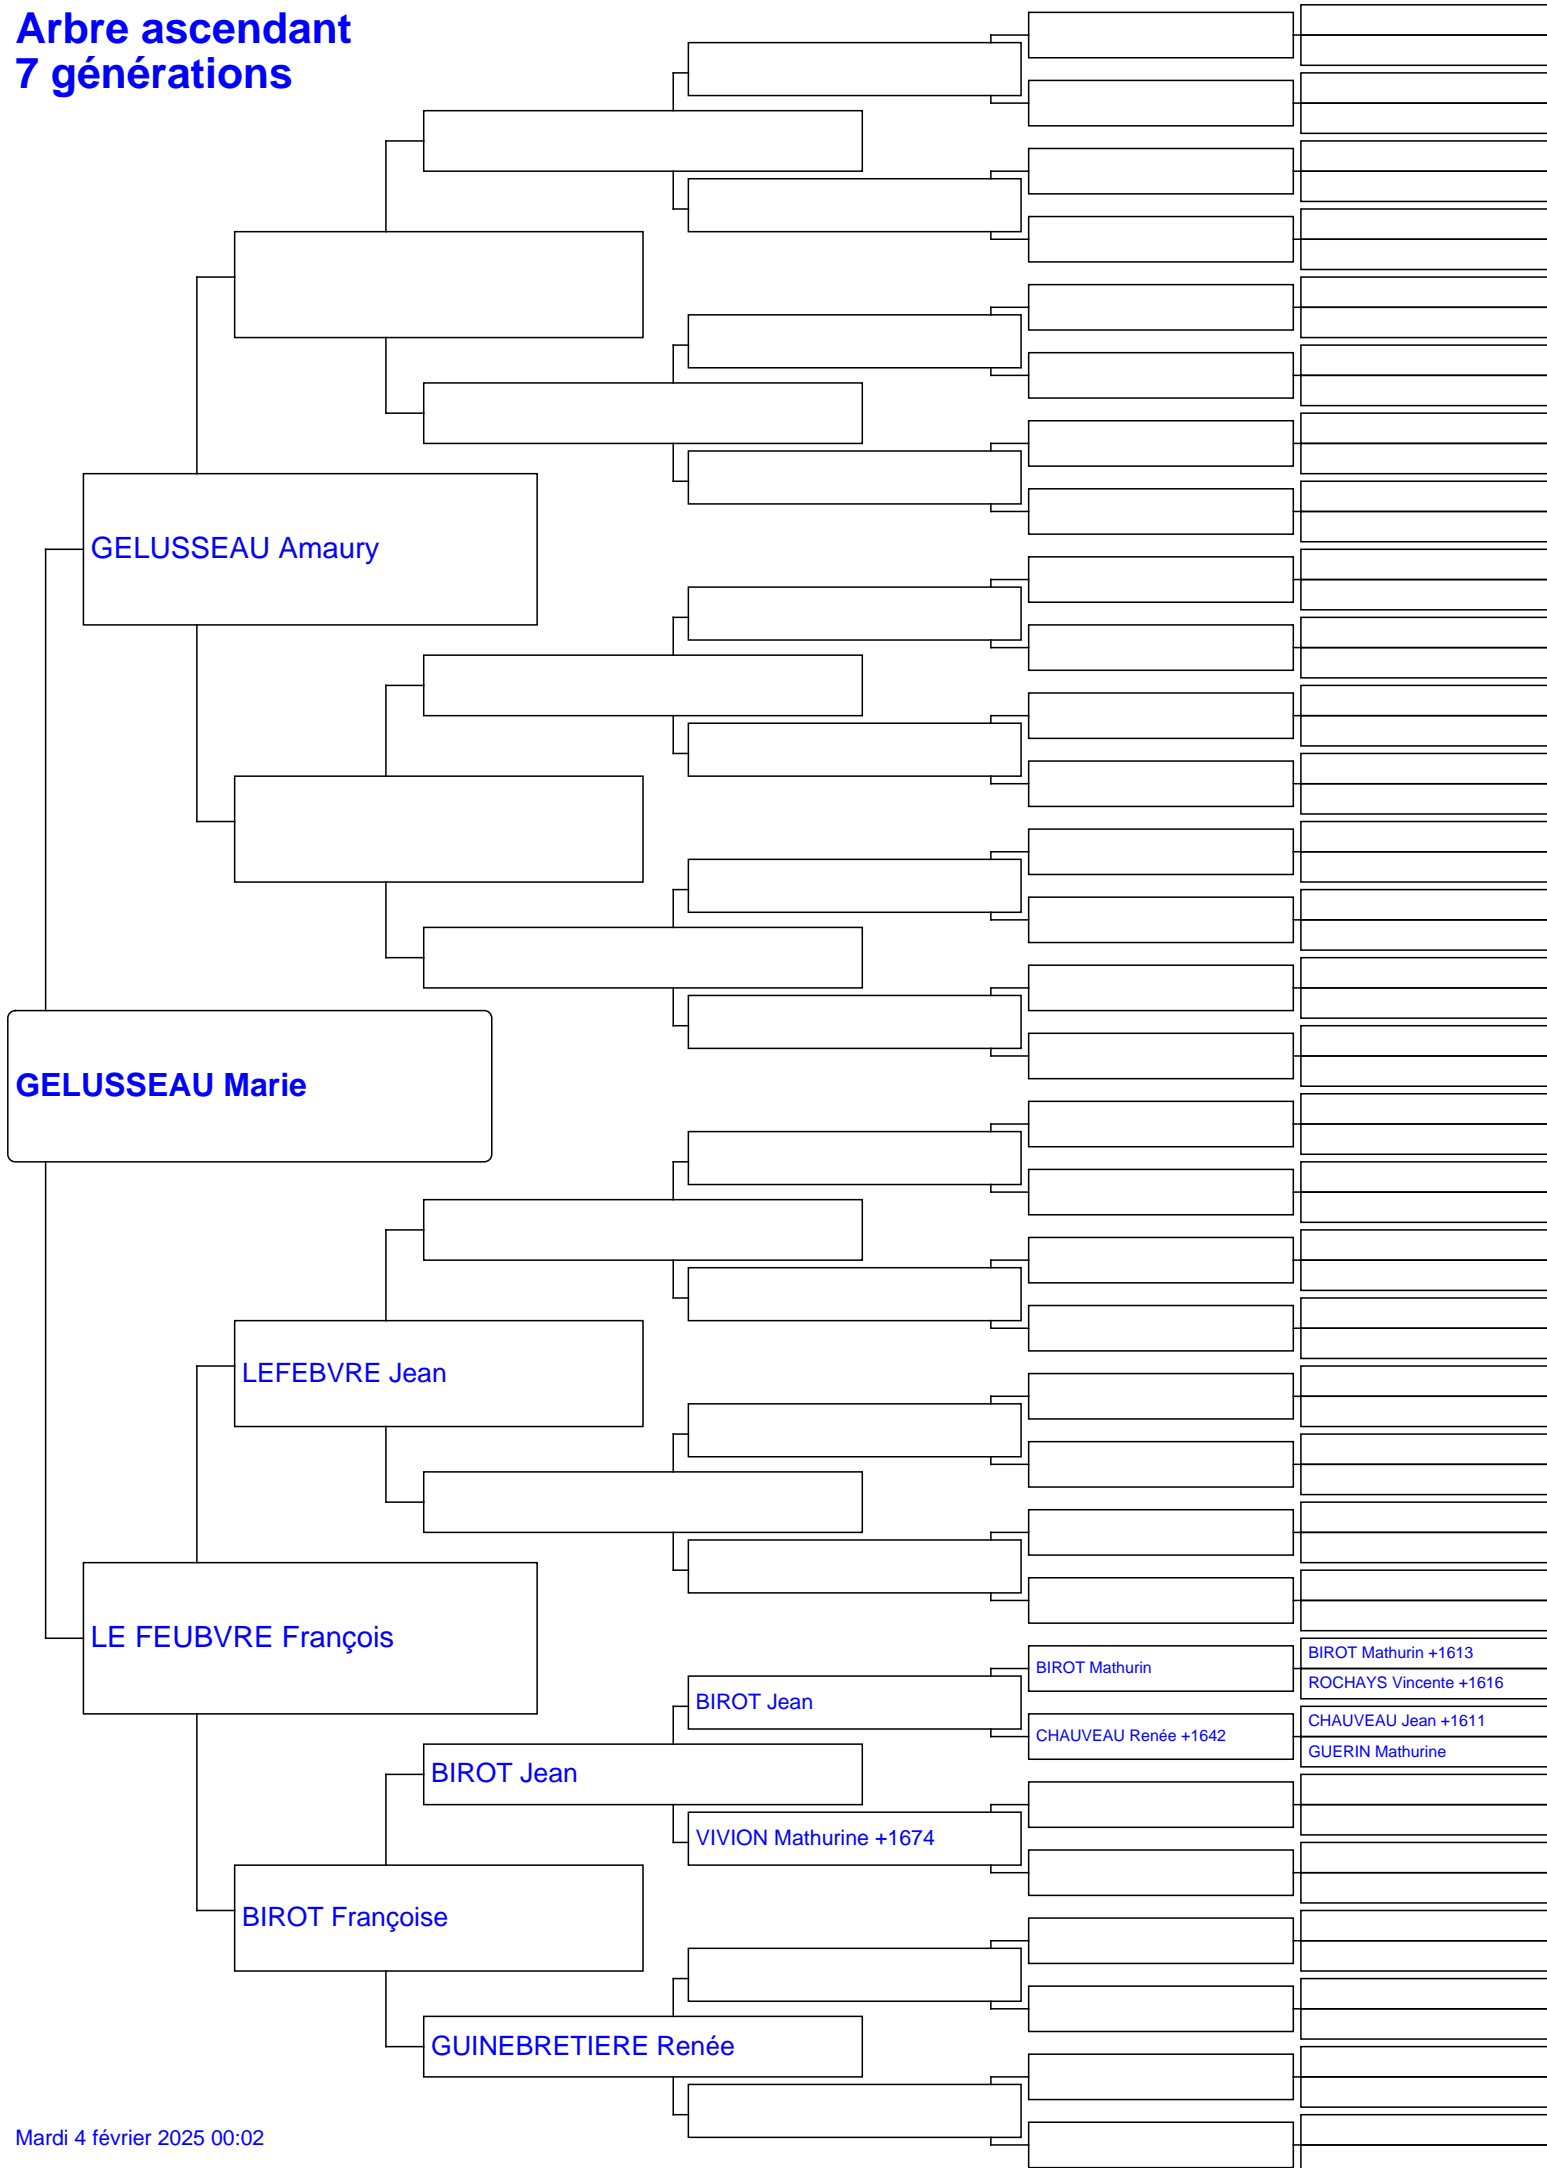 Arbre ascendant
7 générations
GELUSSEAU Amaury
GELUSSEAU Marie
LEFEBVRE Jean
LE FEUBVRE François
BIROT Mathurin +1613
BIROT Mathurin
ROCHAYS Vincente +1616
BIROT Jean
CHAUVEAU Jean +1611
CHAUVEAU Renée +1642
GUERIN Mathurine
BIROT Jean
VIVION Mathurine +1674
BIROT Françoise
GUINEBRETIERE Renée
Mardi 4 février 2025 00:02